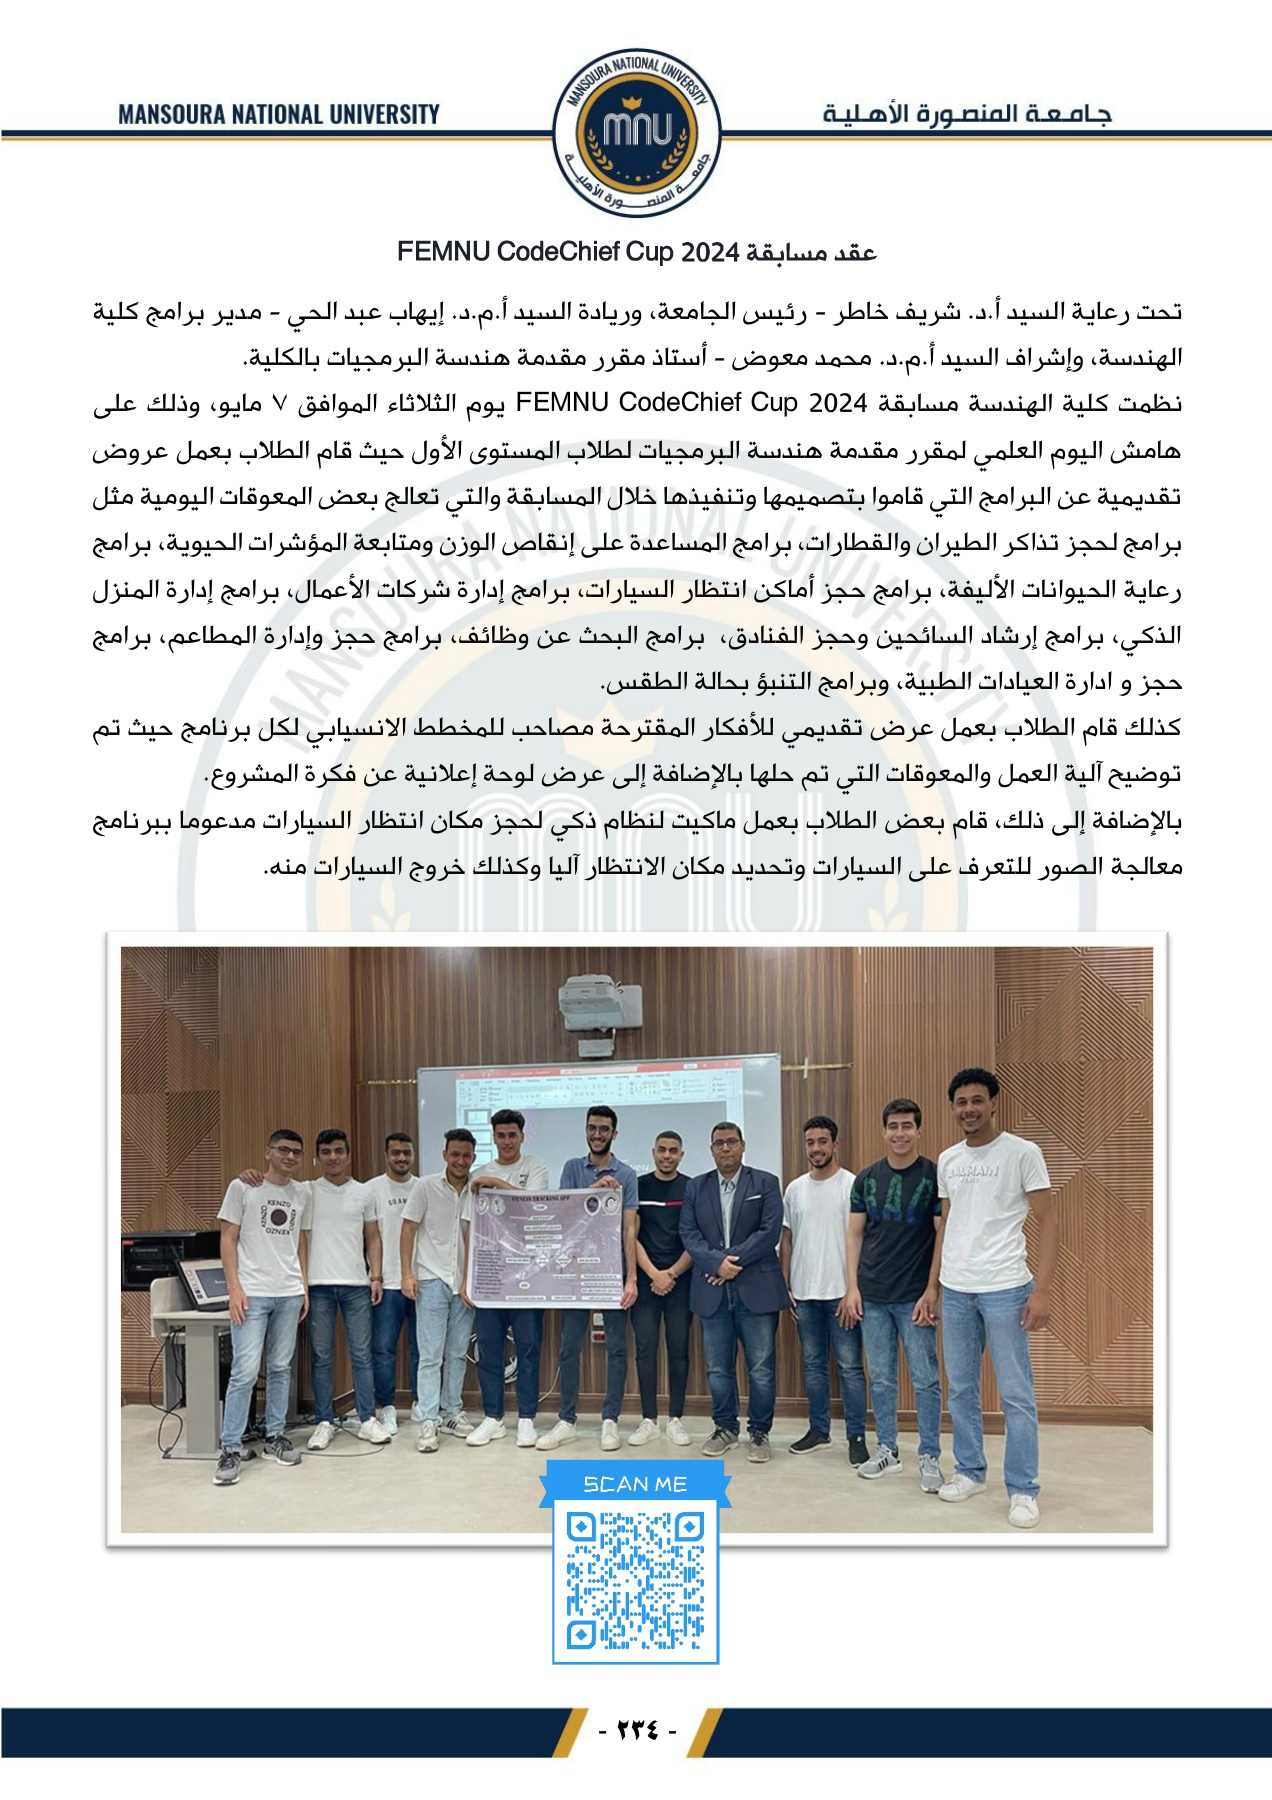 MANSOURA NATIONAL UNIVERSITY
جامعة المنصورة الأهلية
MANSOURA NATIONAL UNIVERSITY
mnu
جامعة المنصورة الأهلية
عقد مسابقة FEMNU CodeChief Cup 2024
تحت رعاية السيد أ.د. شريف خاطر - رئيس الجامعة، وريادة السيد أ.م.د. إيهاب عبد الحي - مدير برامج كلية
الهندسة، وإشراف السيد أ.م.د. محمد معوض - أستاذ مقرر مقدمة هندسة البرمجيات بالكلية.
نظمت كلية الهندسة مسابقة FEMNU CodeChief Cup 2024 يوم الثلاثاء الموافق ٧ مايو، وذلك على
هامش اليوم العلمي لمقرر مقدمة هندسة البرمجيات لطلاب المستوى الأول حيث قام الطلاب بعمل عروض
تقديمية عن البرامج التي قاموا بتصميمها وتنفيذها خلال المسابقة والتي تعالج بعض المعوقات اليومية مثل
برامج لحجز تذاكر الطيران والقطارات، برامج المساعدة على إنقاص الوزن ومتابعة المؤشرات الحيوية، برامج
رعاية الحيوانات الأليفة، برامج حجز أماكن انتظار السيارات، برامج إدارة شركات الأعمال، برامج إدارة المنزل
الذكي، برامج إرشاد السائحين وحجز الفنادق، برامج البحث عن وظائف، برامج حجز وإدارة المطاعم، برامج
حجز و ادارة العيادات الطبية، وبرامج التنبؤ بحالة الطقس.
كذلك قام الطلاب بعمل عرض تقديمي للأفكار المقترحة مصاحب للمخطط الانسيابي لكل برنامج حيث تم
توضيح آلية العمل والمعوقات التي تم حلها بالإضافة إلى عرض لوحة إعلانية عن فكرة المشروع.
بالإضافة إلى ذلك، قام بعض الطلاب بعمل ماكيت لنظام ذكي لحجز مكان انتظار السيارات مدعوما ببرنامج
معالجة الصور للتعرف على السيارات وتحديد مكان الانتظار آليا وكذلك خروج السيارات منه.
FITNESS TRACKING APP
KENZO
BALMAIN
SCAN ME
- ٢٣٤ -